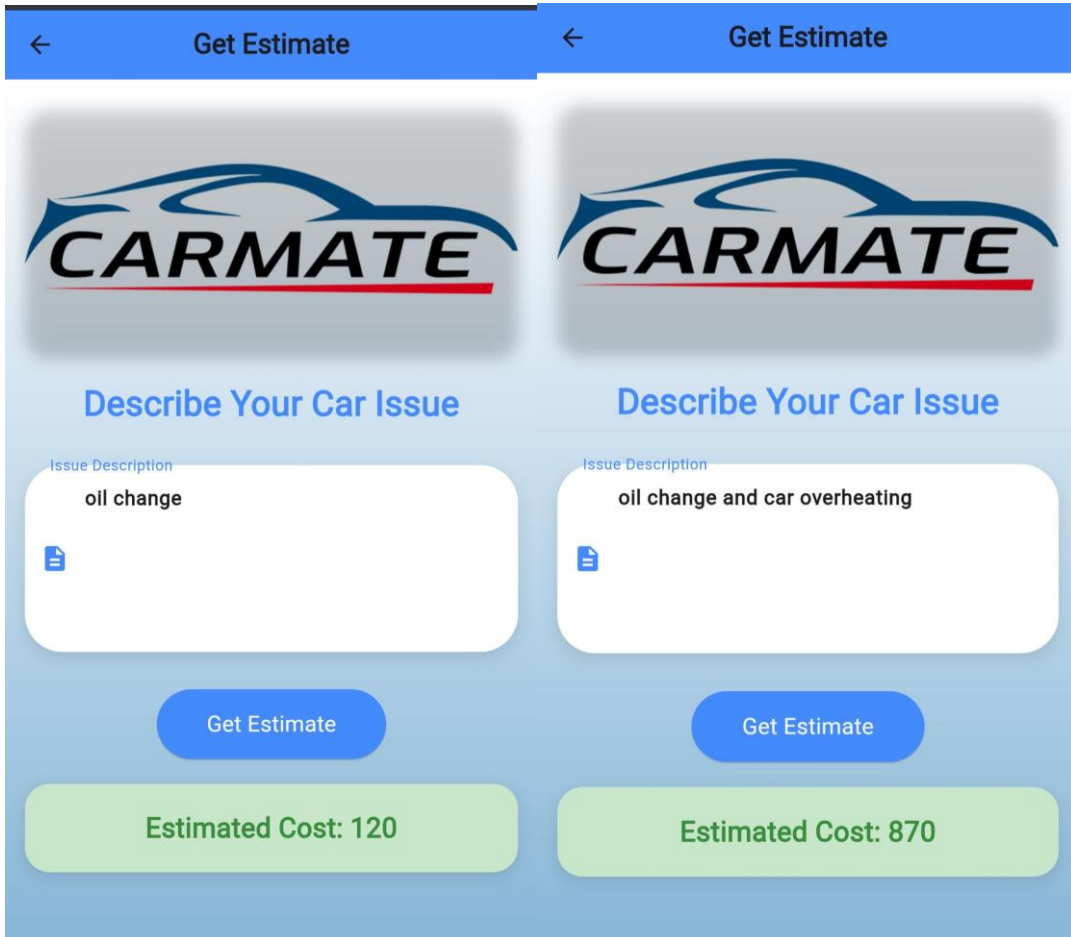 Get Estimate
CARMATE
Describe Your Car Issue
Issue Description
oil change
Get Estimate
Estimated Cost: 120
Get Estimate
CARMATE
Describe Your Car Issue
Issue Description
oil change and car overheating
Get Estimate
Estimated Cost: 870